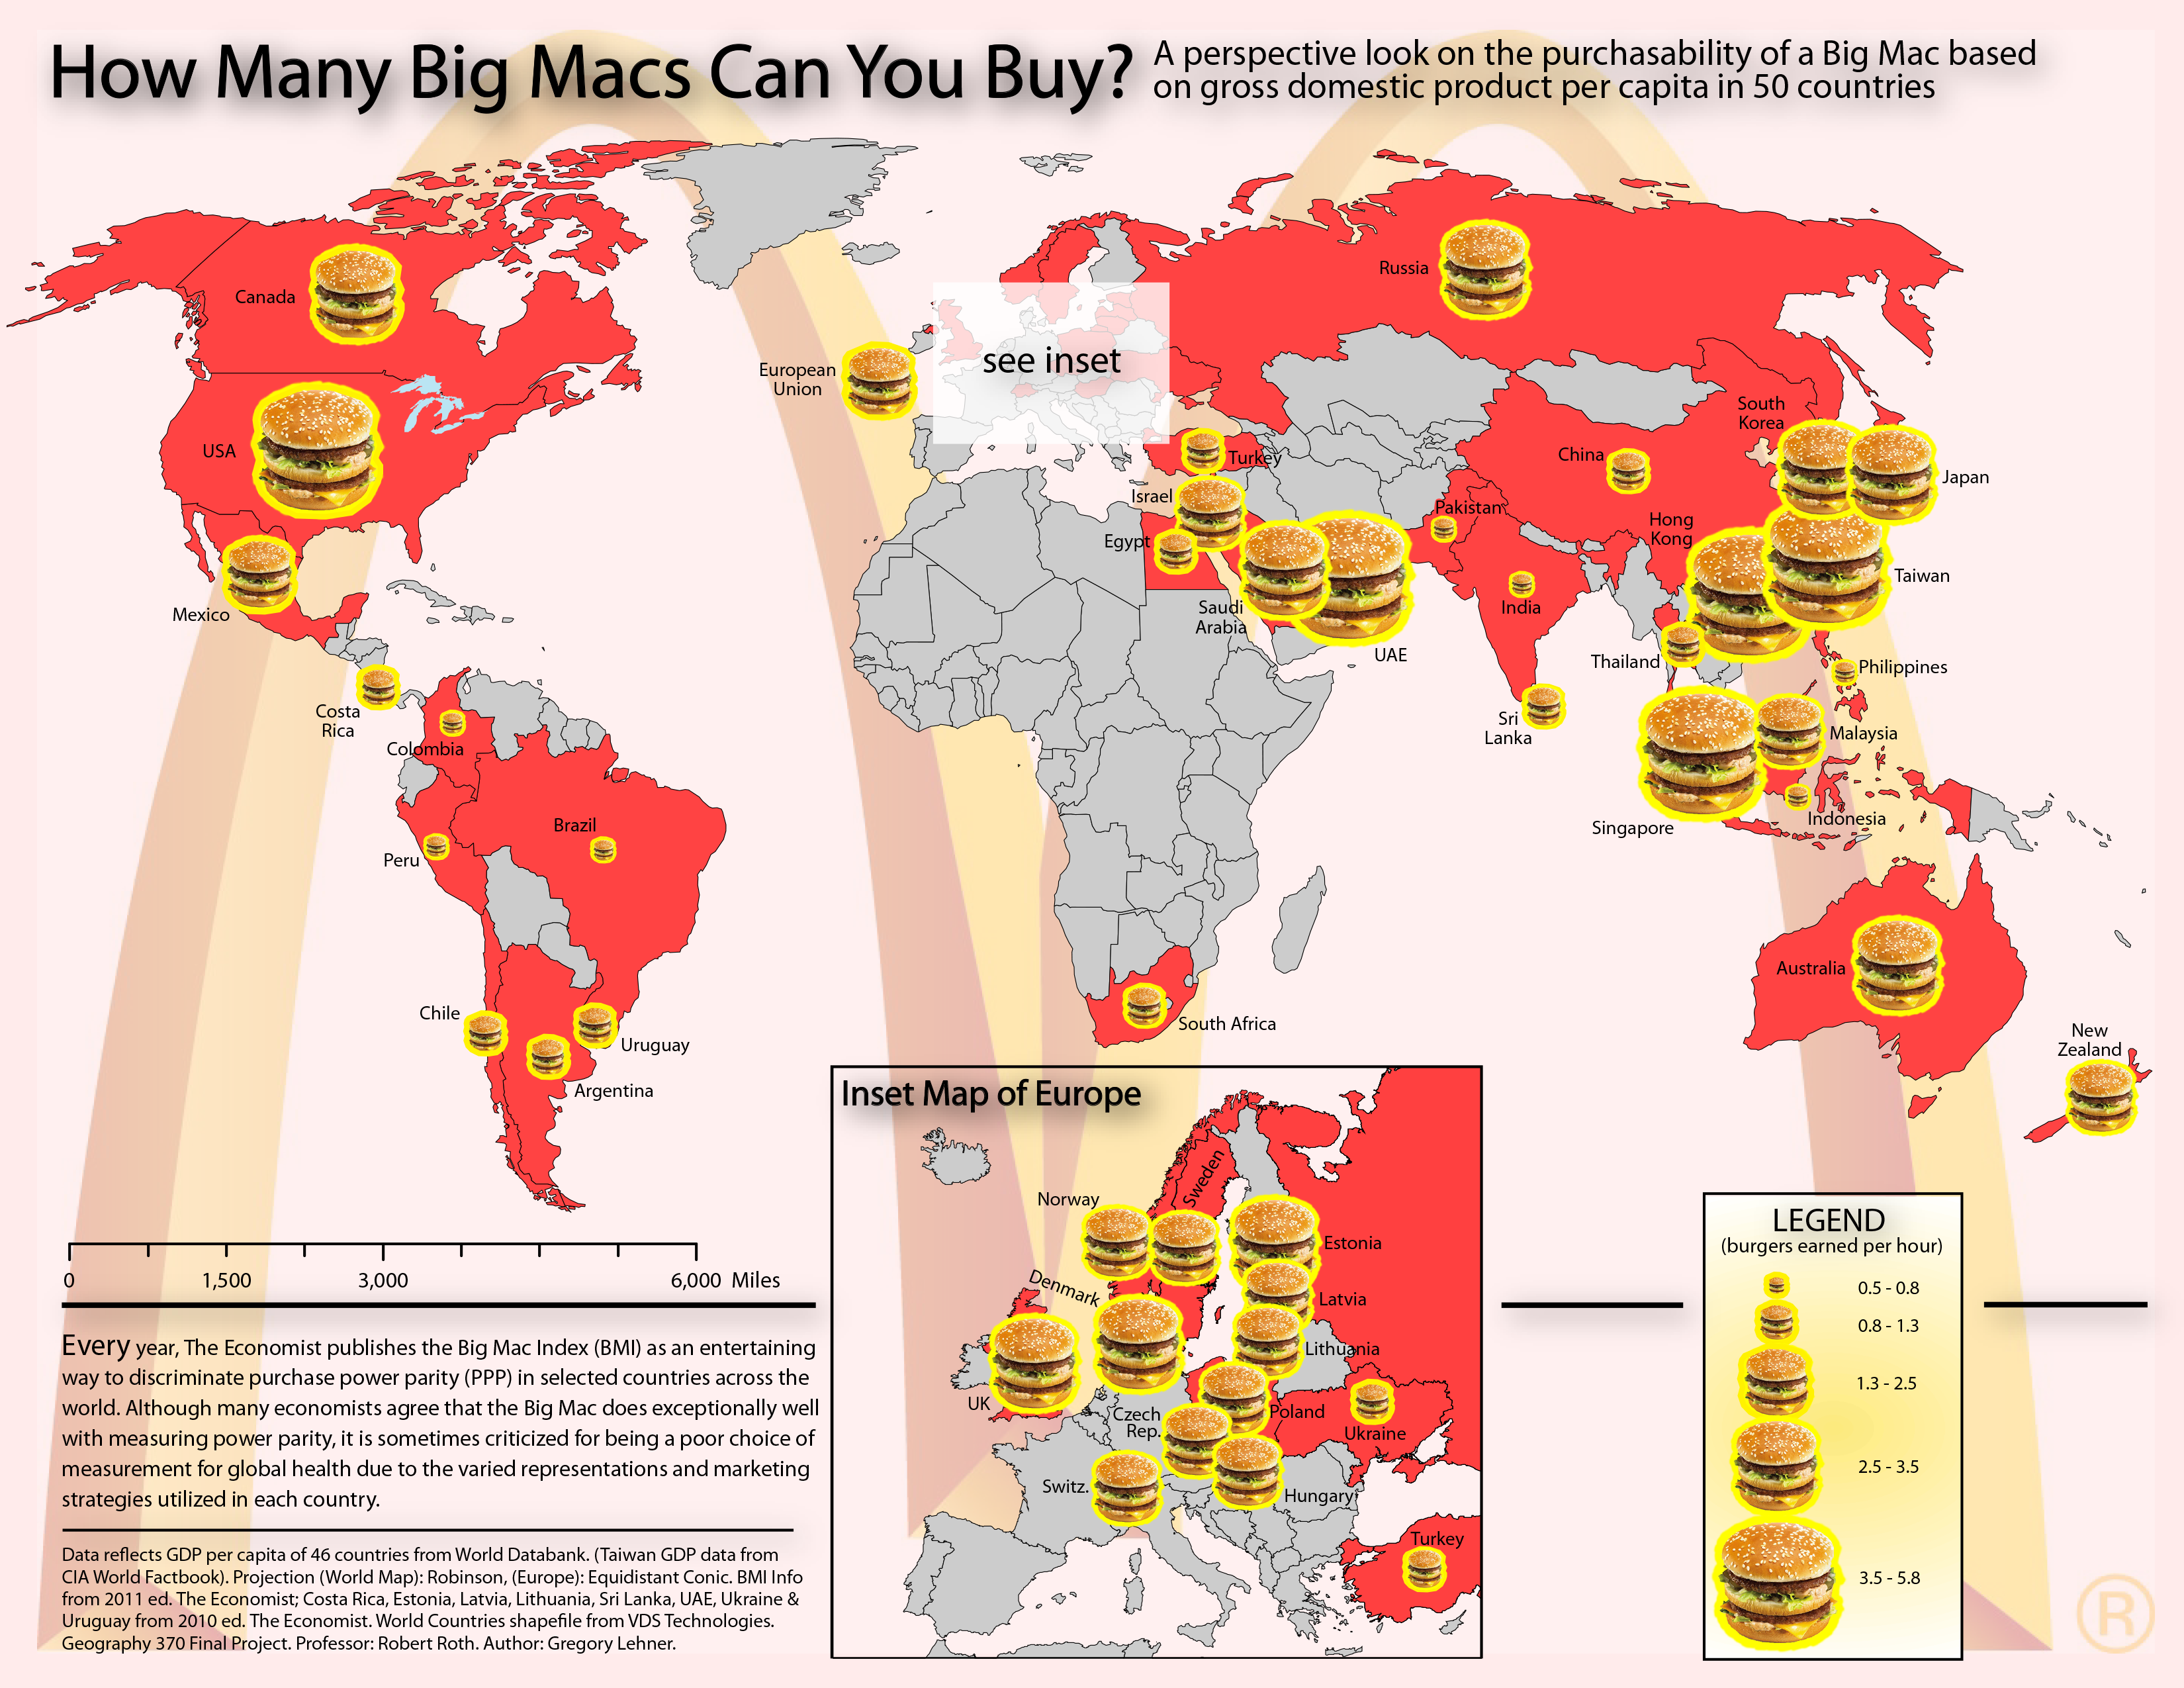 How Many Big Macs Can You Buy?
A perspective look on the purchasability of a Big Mac based
on gross domestic product per capita in 50 countries
Canada
USA
Mexico
Costa
Rica
Colombia
Peru
Brazil
Chile
Uruguay
Argentina
European
Union
see inset
Russia
Turkey
Israel
Egypt
Saudi
Arabia
UAE
Pakistan
India
Sri
Lanka
China
South
Korea
Japan
Hong
Kong
Taiwan
Thailand
Philippines
Malaysia
Singapore
Indonesia
Australia
New
Zealand
South Africa
Inset Map of Europe
Norway
Sweden
Estonia
Denmark
Latvia
Lithuania
UK
Czech
Rep.
Poland
Ukraine
Switz.
Hungary
Turkey
0
1,500
3,000
6,000 Miles
Every year, The Economist publishes the Big Mac Index (BMI) as an entertaining
way to discriminate purchase power parity (PPP) in selected countries across the
world. Although many economists agree that the Big Mac does exceptionally well
with measuring power parity, it is sometimes criticized for being a poor choice of
measurement for global health due to the varied representations and marketing
strategies utilized in each country.
Data reflects GDP per capita of 46 countries from World Databank. (Taiwan GDP data from
CIA World Factbook). Projection (World Map): Robinson, (Europe): Equidistant Conic. BMI Info
from 2011 ed. The Economist; Costa Rica, Estonia, Latvia, Lithuania, Sri Lanka, UAE, Ukraine &
Uruguay from 2010 ed. The Economist. World Countries shapefile from VDS Technologies.
Geography 370 Final Project. Professor: Robert Roth. Author: Gregory Lehner.
LEGEND
(burgers earned per hour)
0.5 - 0.8
0.8 - 1.3
1.3 - 2.5
2.5 - 3.5
3.5 - 5.8
®